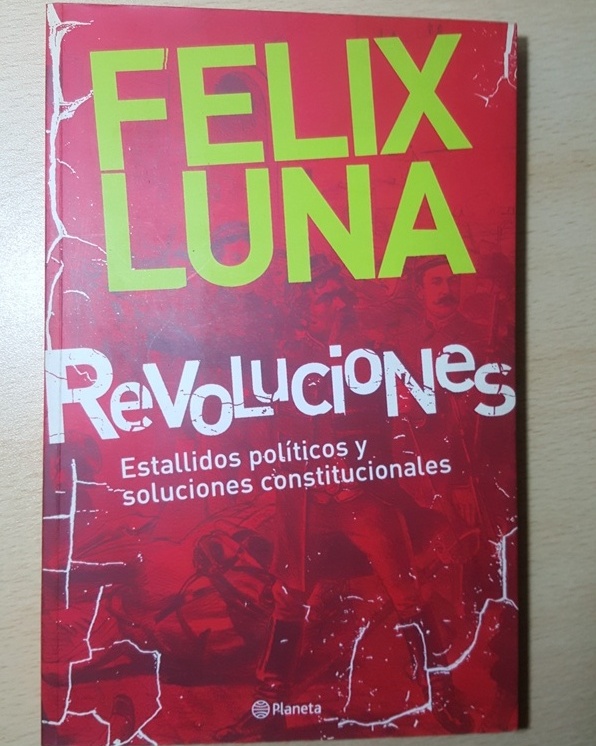 FELIX
LUNA
ReVoLucioNes
Estallidos políticos y
soluciones constitucionales
Planeta